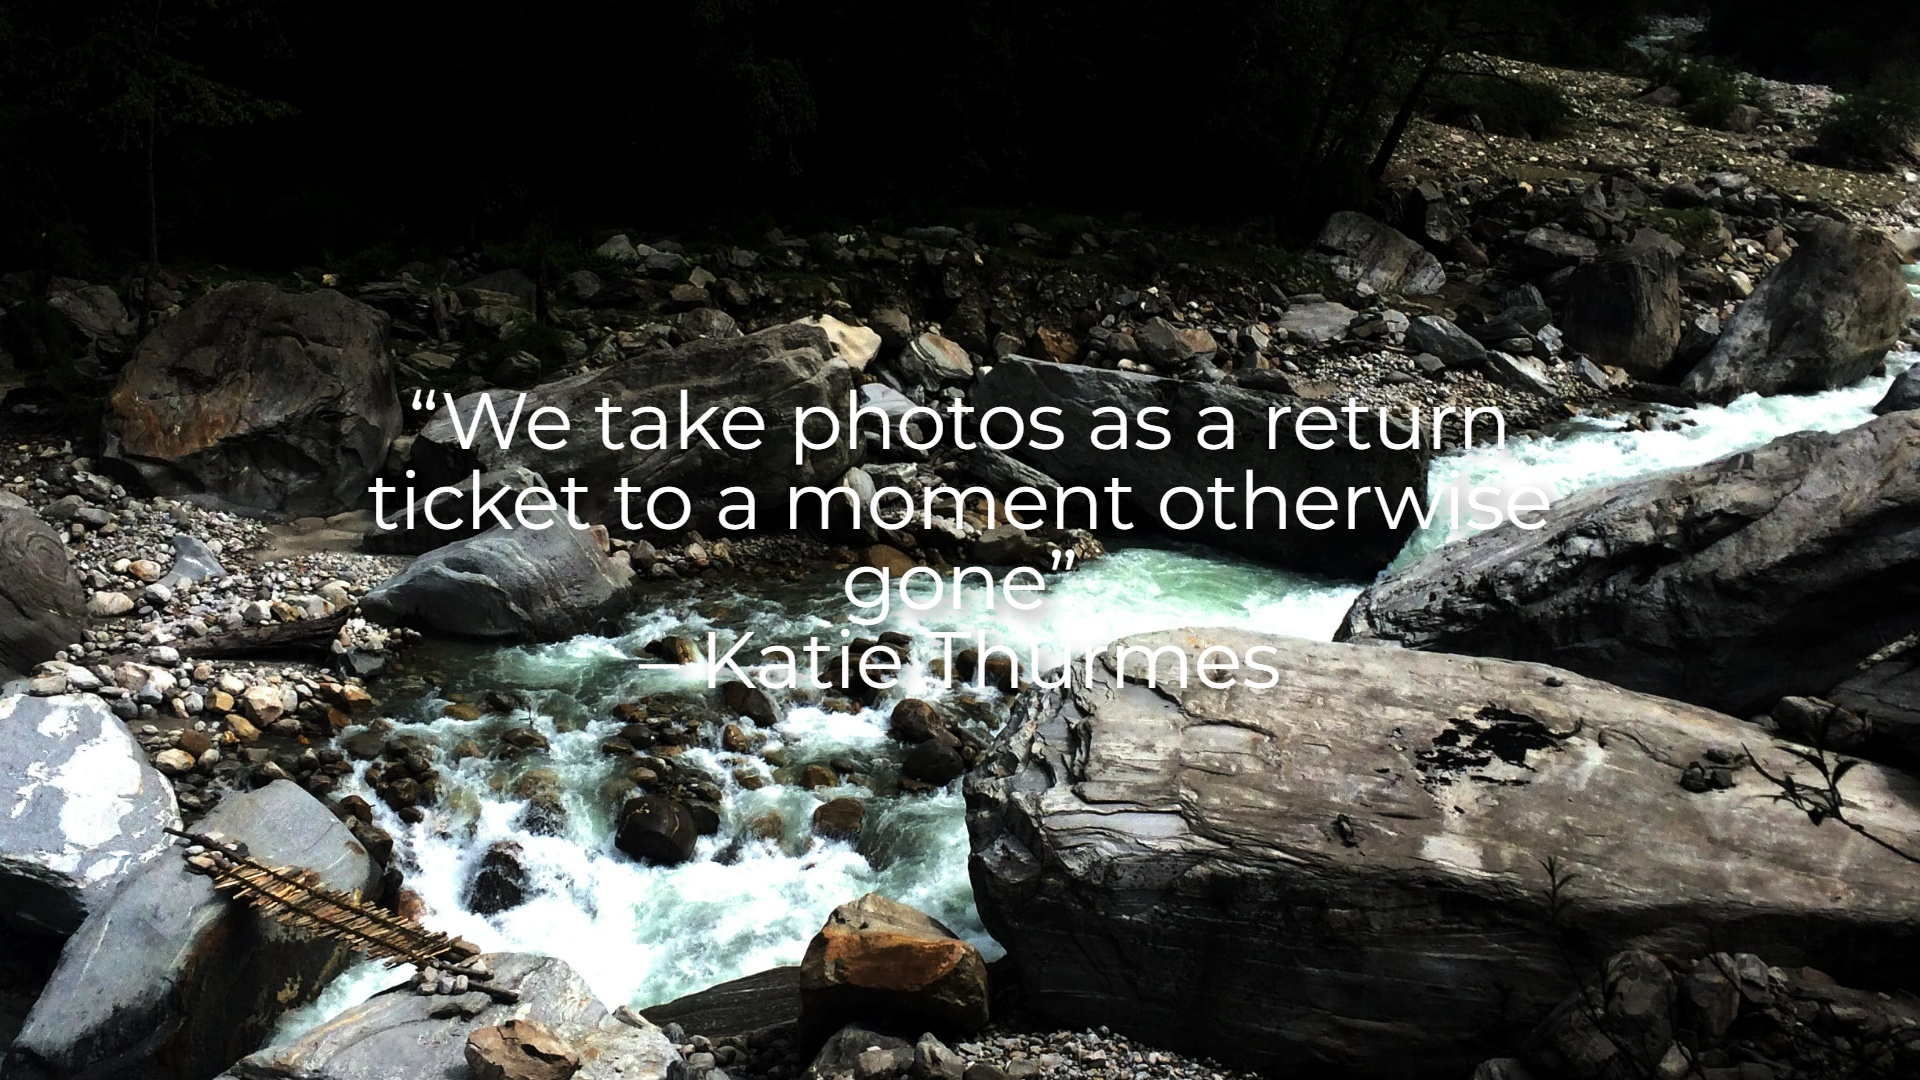 “We take photos as a return
ticket to a moment otherwise
gone”
– Katie Thurmes